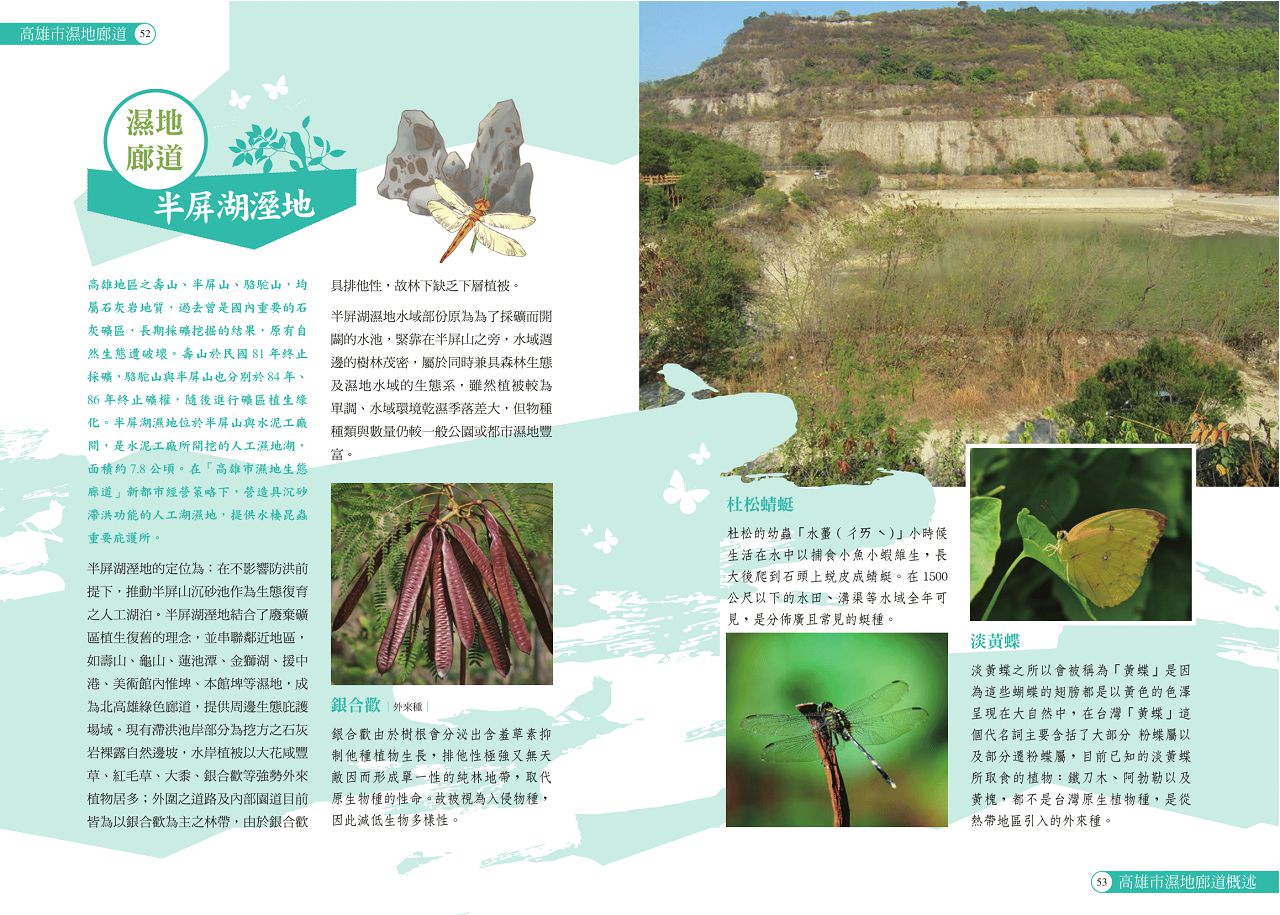 高雄市濕地廊道 52
濕地
廊道
半屏湖溼地
高雄地區之壽山、半屏山、駱駝山，均
屬石灰岩地質，過去曾是國內重要的石
灰礦區，長期採礦挖掘的結果，原有自
然生態遭破壞。壽山於民國 81 年終止
採礦，駱駝山與半屏山也分別於 84 年、
86 年終止礦權，隨後進行礦區植生綠
化。半屏湖濕地位於半屏山與水泥工廠
間，是水泥工廠所開挖的人工濕地湖，
面積約 7.8 公頃。在「高雄市濕地生態
廊道」新都市經營策略下，營造具沉砂
滯洪功能的人工湖濕地，提供水棲昆蟲
重要庇護所。
半屏湖溼地的定位為：在不影響防洪前
提下，推動半屏山沉砂池作為生態復育
之人工湖泊。半屏湖溼地結合了廢棄礦
區植生復舊的理念，並串聯鄰近地區，
如壽山、龜山、蓮池潭、金獅湖、援中
港、美術館內惟埤、本館埤等濕地，成
為北高雄綠色廊道，提供周邊生態庇護
場域。現有滯洪池岸部分為挖方之石灰
岩裸露自然邊坡，水岸植被以大花咸豐
草、紅毛草、大黍、銀合歡等強勢外來
植物居多；外圍之道路及內部園道目前
皆為以銀合歡為主之林帶，由於銀合歡
具排他性，故林下缺乏下層植被。
半屏湖濕地水域部份原為為了採礦而開
闢的水池，緊靠在半屏山之旁，水域週
邊的樹林茂密，屬於同時兼具森林生態
及濕地水域的生態系，雖然植被較為
單調、水域環境乾濕季落差大，但物種
種類與數量仍較一般公園或都市濕地豐
富。
銀合歡｜外來種｜
銀合歡由於樹根會分泌出含羞草素抑
制他種植物生長，排他性極強又無天
敵因而形成單一性的純林地帶，取代
原生物種的性命。故被視為入侵物種，
因此減低生物多樣性。
杜松蜻蜓
杜松的幼蟲「水蠆（ㄔㄞˋ）」小時候
生活在水中以捕食小魚小蝦維生，長
大後爬到石頭上蛻皮成蜻蜓。在 1500
公尺以下的水田、溝渠等水域全年可
見，是分佈廣且常見的蜓種。
淡黃蝶
淡黃蝶之所以會被稱為「黃蝶」是因
為這些蝴蝶的翅膀都是以黃色的色澤
呈現在大自然中，在台灣「黃蝶」這
個代名詞主要含括了大部分 粉蝶屬以
及部分遷粉蝶屬，目前已知的淡黃蝶
所取食的植物：鐵刀木、阿勃勒以及
黃槐，都不是台灣原生植物種，是從
熱帶地區引入的外來種。
53 高雄市濕地廊道概述